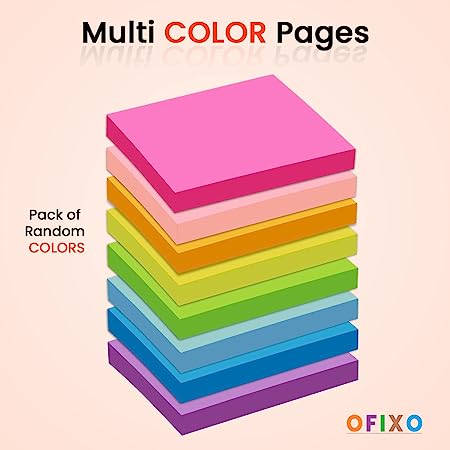 Multi COLOR Pages
Pack of
Random
COLORS
OFIXO